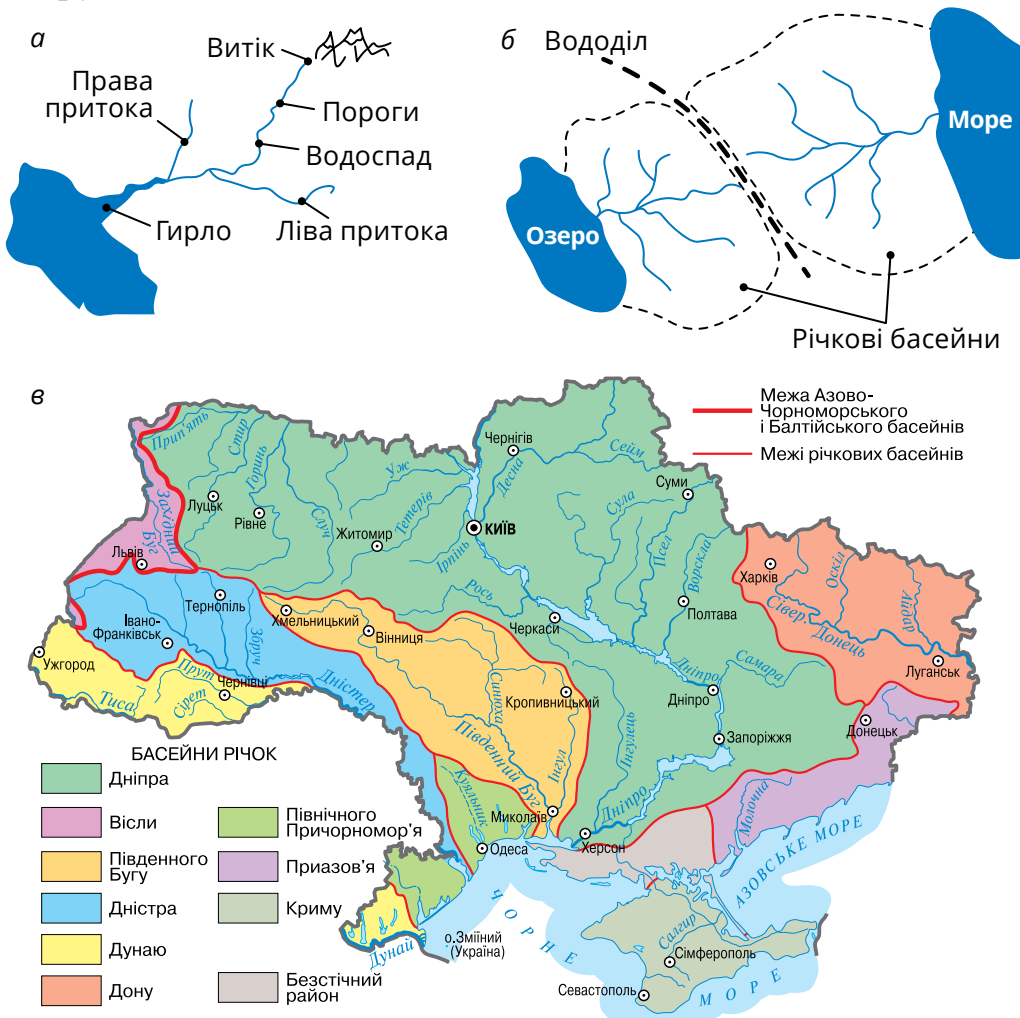 а
Витік
Права
притока
Пороги
Водоспад
Гирло
Ліва притока
б
Вододіл
Море
Озеро
Річкові басейни
в
Межа Азово-
Чорноморського
і Балтійського басейнів
Межі річкових басейнів
Прип'ять
Стир
Горинь
Случ
Уж
Тетерів
Ірпінь
Чернігів
Десна
Сейм
Суми
Сула
Псел
Ворскла
Луцьк
Рівне
Житомир
КИЇВ
Західний
Буг
Львів
Харків
Оскіл
Айдар
Сівер. Донець
Луганськ
Тернопіль
Івано-
Франківськ
Збруч
Хмельницький
Вінниця
Рось
Черкаси
Полтава
Ужгород
Тиса
Прут
Чернівці
Сірет
Дністер
Синюха
Кропивницький
Південний Буг
Інгул
Інгулець
Дніпро
Дніпро
Самара
Запоріжжя
Донецьк
Куяльник
Миколаїв
Дніпро
Херсон
Одеса
Молочна
АЗОВСЬКЕ МОРЕ
ЧОРНЕ
МОРЕ
Дунай
о.Зміїний
(Україна)
Салгир
Сімферополь
Севастополь
БАСЕЙНИ РІЧОК
Дніпра
Вісли
Південного
Бугу
Дністра
Дунаю
Дону
Північного
Причорномор'я
Приазов'я
Криму
Безстічний
район